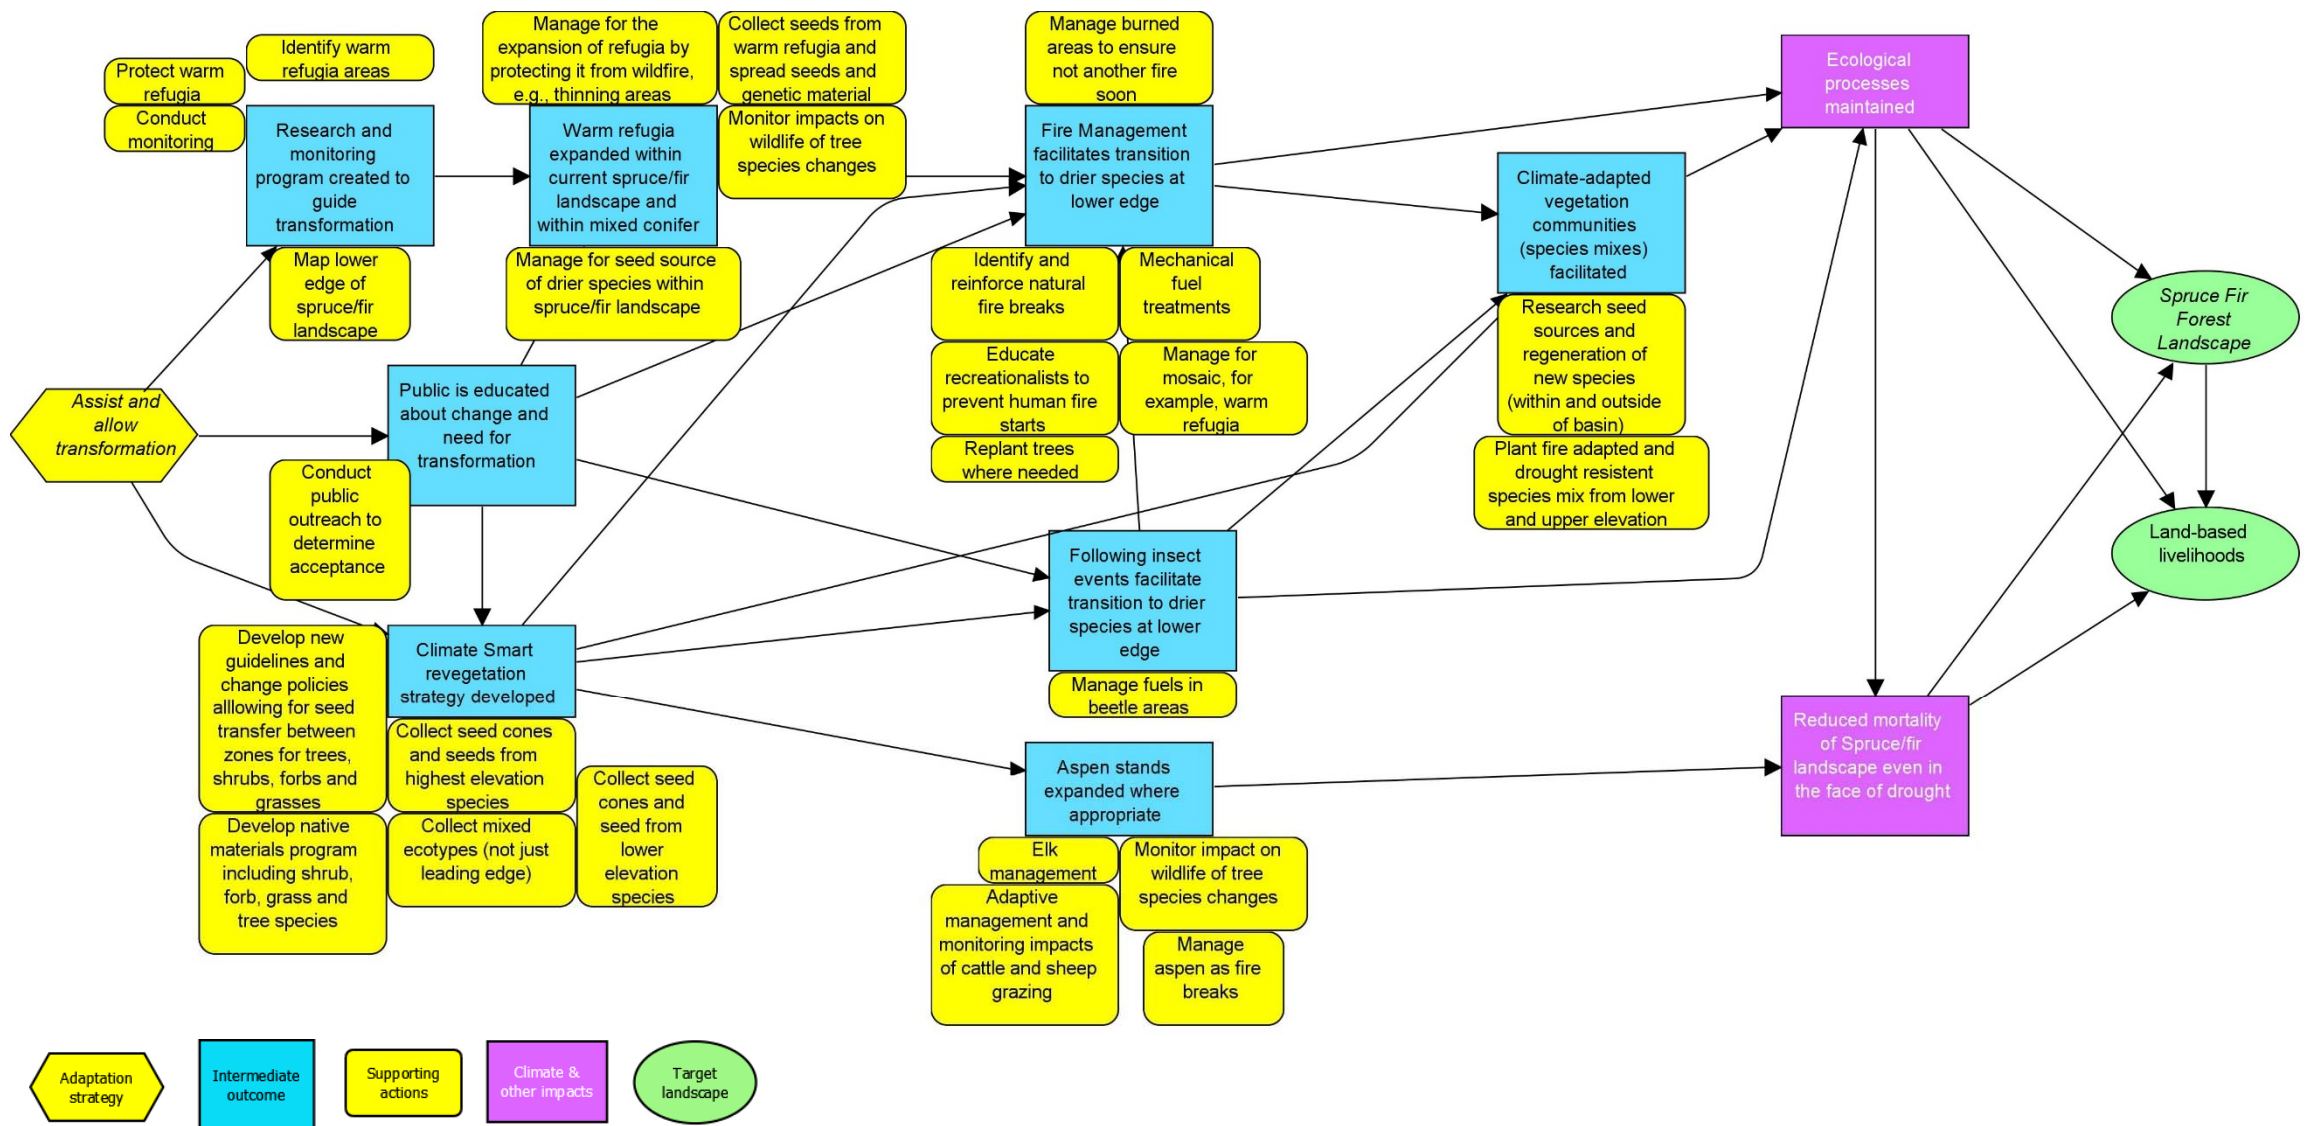 Identify warm
refugia areas
Protect warm
refugia
Conduct
monitoring
Research and
monitoring
program created to
guide
transformation
Map lower
edge of
spruce/fir
landscape
Manage for the
expansion of refugia by
protecting it from wildfire,
e.g., thinning areas
Collect seeds from
warm refugia and
spread seeds and
genetic material
Warm refugia
expanded within
current spruce/fir
landscape and
within mixed conifer
Monitor impacts on
wildlife of tree
species changes
Manage for seed source
of drier species within
spruce/fir landscape
Manage burned
areas to ensure
not another fire
soon
Fire Management
facilitates transition
to drier species at
lower edge
Identify and
reinforce natural
fire breaks
Mechanical
fuel
treatments
Educate
recreationalists to
prevent human fire
starts
Manage for
mosaic, for
example, warm
refugia
Replant trees
where needed
Ecological
processes
maintained
Climate-adapted
vegetation
communities
(species mixes)
facilitated
Research seed
sources and
regeneration of
new species
(within and outside
of basin)
Plant fire adapted and
drought resistent
species mix from lower
and upper elevation
Spruce Fir
Forest
Landscape
Land-based
livelihoods
Assist and
allow
transformation
Public is educated
about change and
need for
transformation
Conduct
public
outreach to
determine
acceptance
Following insect
events facilitate
transition to drier
species at lower
edge
Manage fuels in
beetle areas
Develop new
guidelines and
change policies
alllowing for seed
transfer between
zones for trees,
shrubs, forbs and
grasses
Climate Smart
revegetation
strategy developed
Collect seed cones
and seeds from
highest elevation
species
Collect seed
cones and
seed from
lower
elevation
species
Develop native
materials program
including shrub,
forb, grass and
tree species
Collect mixed
ecotypes (not just
leading edge)
Aspen stands
expanded where
appropriate
Elk
management
Monitor impact on
wildlife of tree
species changes
Adaptive
management and
monitoring impacts
of cattle and sheep
grazing
Manage
aspen as fire
breaks
Reduced mortality
of Spruce/fir
landscape even in
the face of drought
Adaptation
strategy
Intermediate
outcome
Supporting
actions
Climate &
other impacts
Target
landscape